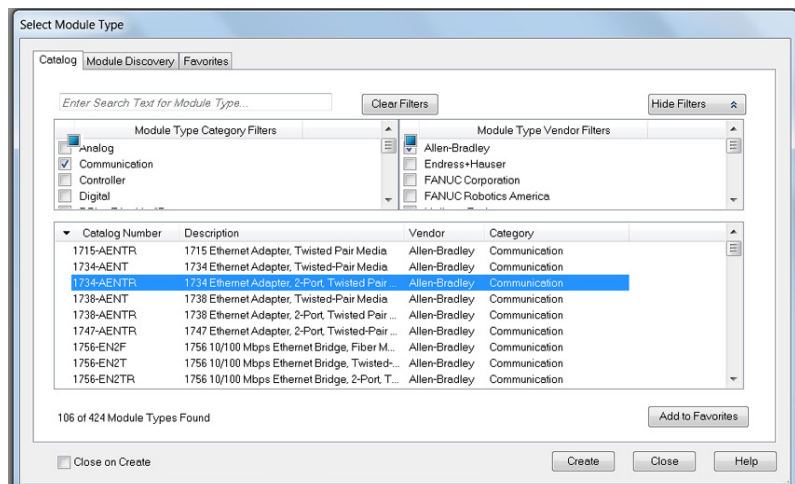 Select Module Type
Catalog Module Discovery Favorites
Enter Search Text for Module Type... Clear Filters Hide Filters
Module Type Category Filters Module Type Vendor Filters
Analog Allen-Bradley
Communication Endress+Hauser
Controller FANUC Corporation
Digital FANUC Robotics America
Catalog Number Description Vendor Category
1715-AENTR 1715 Ethernet Adapter, Twisted Pair Media Allen-Bradley Communication
1734-AENT 1734 Ethernet Adapter, Twisted-Pair Media Allen-Bradley Communication
1734-AENTR 1734 Ethernet Adapter, 2-Port, Twisted Pair ... Allen-Bradley Communication
1738-AENT 1738 Ethernet Adapter, Twisted-Pair Media Allen-Bradley Communication
1738-AENTR 1738 Ethernet Adapter, 2-Port, Twisted-Pair ... Allen-Bradley Communication
1747-AENTR 1747 Ethernet Adapter, 2-Port, Twisted-Pair ... Allen-Bradley Communication
1756-EN2F 1756 10/100 Mbps Ethernet Bridge, Fiber M... Allen-Bradley Communication
1756-EN2T 1756 10/100 Mbps Ethernet Bridge, Twisted-... Allen-Bradley Communication
1756-EN2TR 1756 10/100 Mbps Ethernet Bridge, 2-Port, T... Allen-Bradley Communication
106 of 424 Module Types Found Add to Favorites
Close on Create Create Close Help